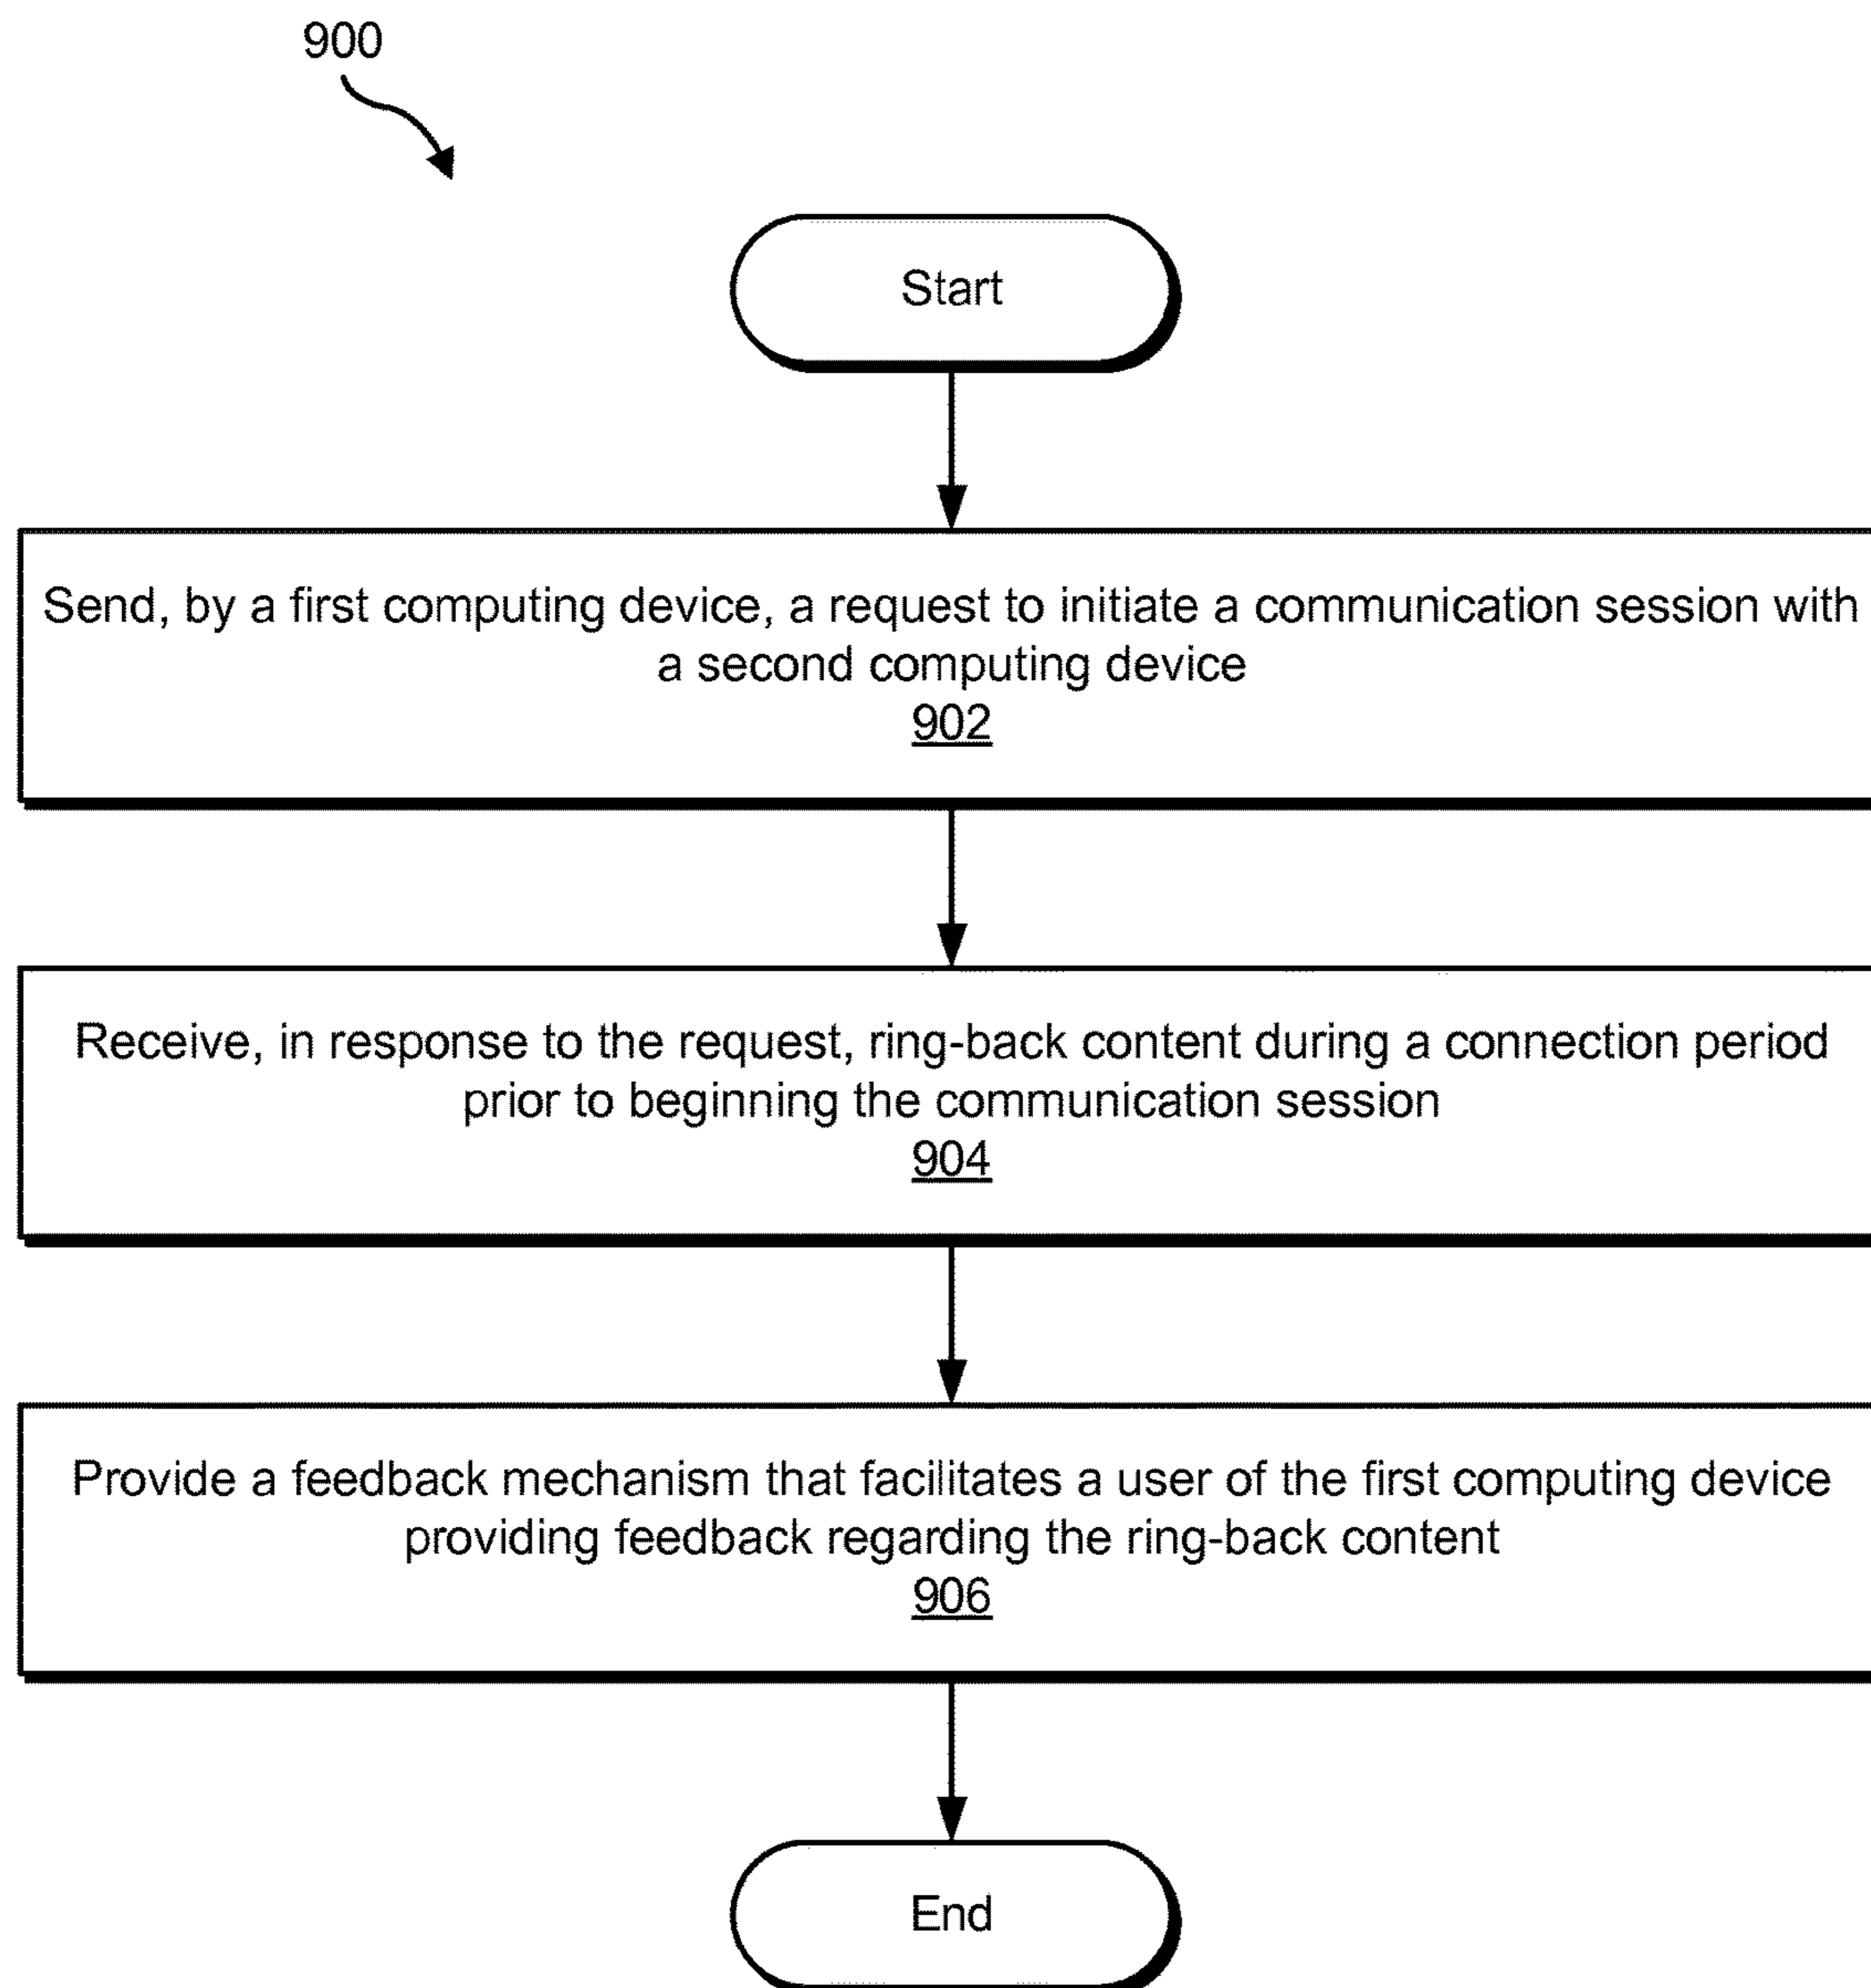 900
Start
Send, by a first computing device, a request to initiate a communication session with
a second computing device
902
Receive, in response to the request, ring-back content during a connection period
prior to beginning the communication session
904
Provide a feedback mechanism that facilitates a user of the first computing device
providing feedback regarding the ring-back content
906
End